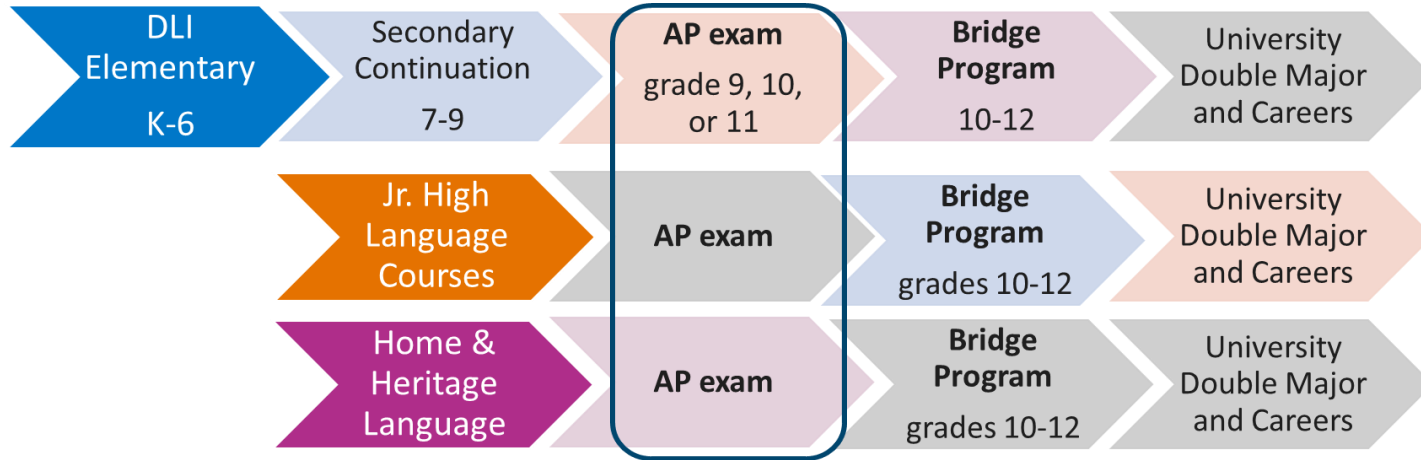 DLI
Elementary
K-6
Secondary
Continuation
7-9
AP exam
grade 9, 10,
or 11
Bridge
Program
10-12
University
Double Major
and Careers
Jr. High
Language
Courses
AP exam
Bridge
Program
grades 10-12
University
Double Major
and Careers
Home &
Heritage
Language
AP exam
Bridge
Program
grades 10-12
University
Double Major
and Careers